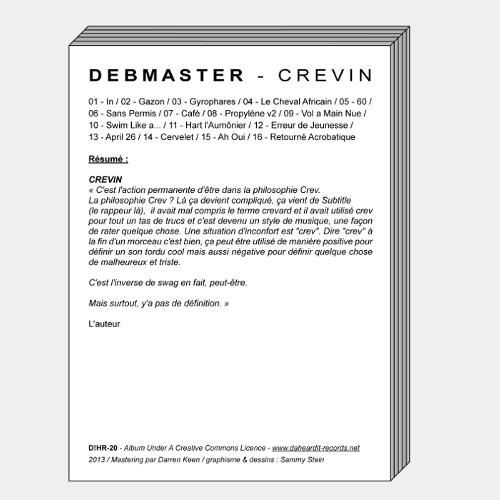 DEBMASTER - CREVIN
01 - In / 02 - Gazon / 03 - Gyrophares / 04 - Le Cheval Africain / 05 - 60 /
06 - Sans Permis / 07 - Café / 08 - Propylène v2 / 09 - Vol a Main Nue /
10 - Swim Like a... / 11 - Hart l'Aumônier / 12 - Erreur de Jeunesse /
13 - April 26 / 14 - Cervelet / 15 - Ah Oui / 16 - Retourné Acrobatique
Résumé :
CREVIN
« C'est l'action permanente d'être dans la philosophie Crev.
La philosophie Crev ? Là ça devient compliqué, ça vient de Subtitle
(le rappeur là), il avait mal compris le terme crevard et il avait utilisé crev
pour tout un tas de trucs et c'est devenu un style de musique, une façon
de rater quelque chose. Une situation d'inconfort est "crev". Dire "crev" à
la fin d'un morceau c'est bien, ça peut être utilisé de manière positive pour
définir un son tordu cool mais aussi négative pour définir quelque chose
de malheureux et triste.
C'est l'inverse de swag en fait, peut-être.
Mais surtout, y'a pas de définition. »
L'auteur
D!HR-20 - Album Under A Creative Commons Licence - www.daheardit-records.net
2013 / Mastering par Darren Keen / graphisme & dessins : Sammy Stein